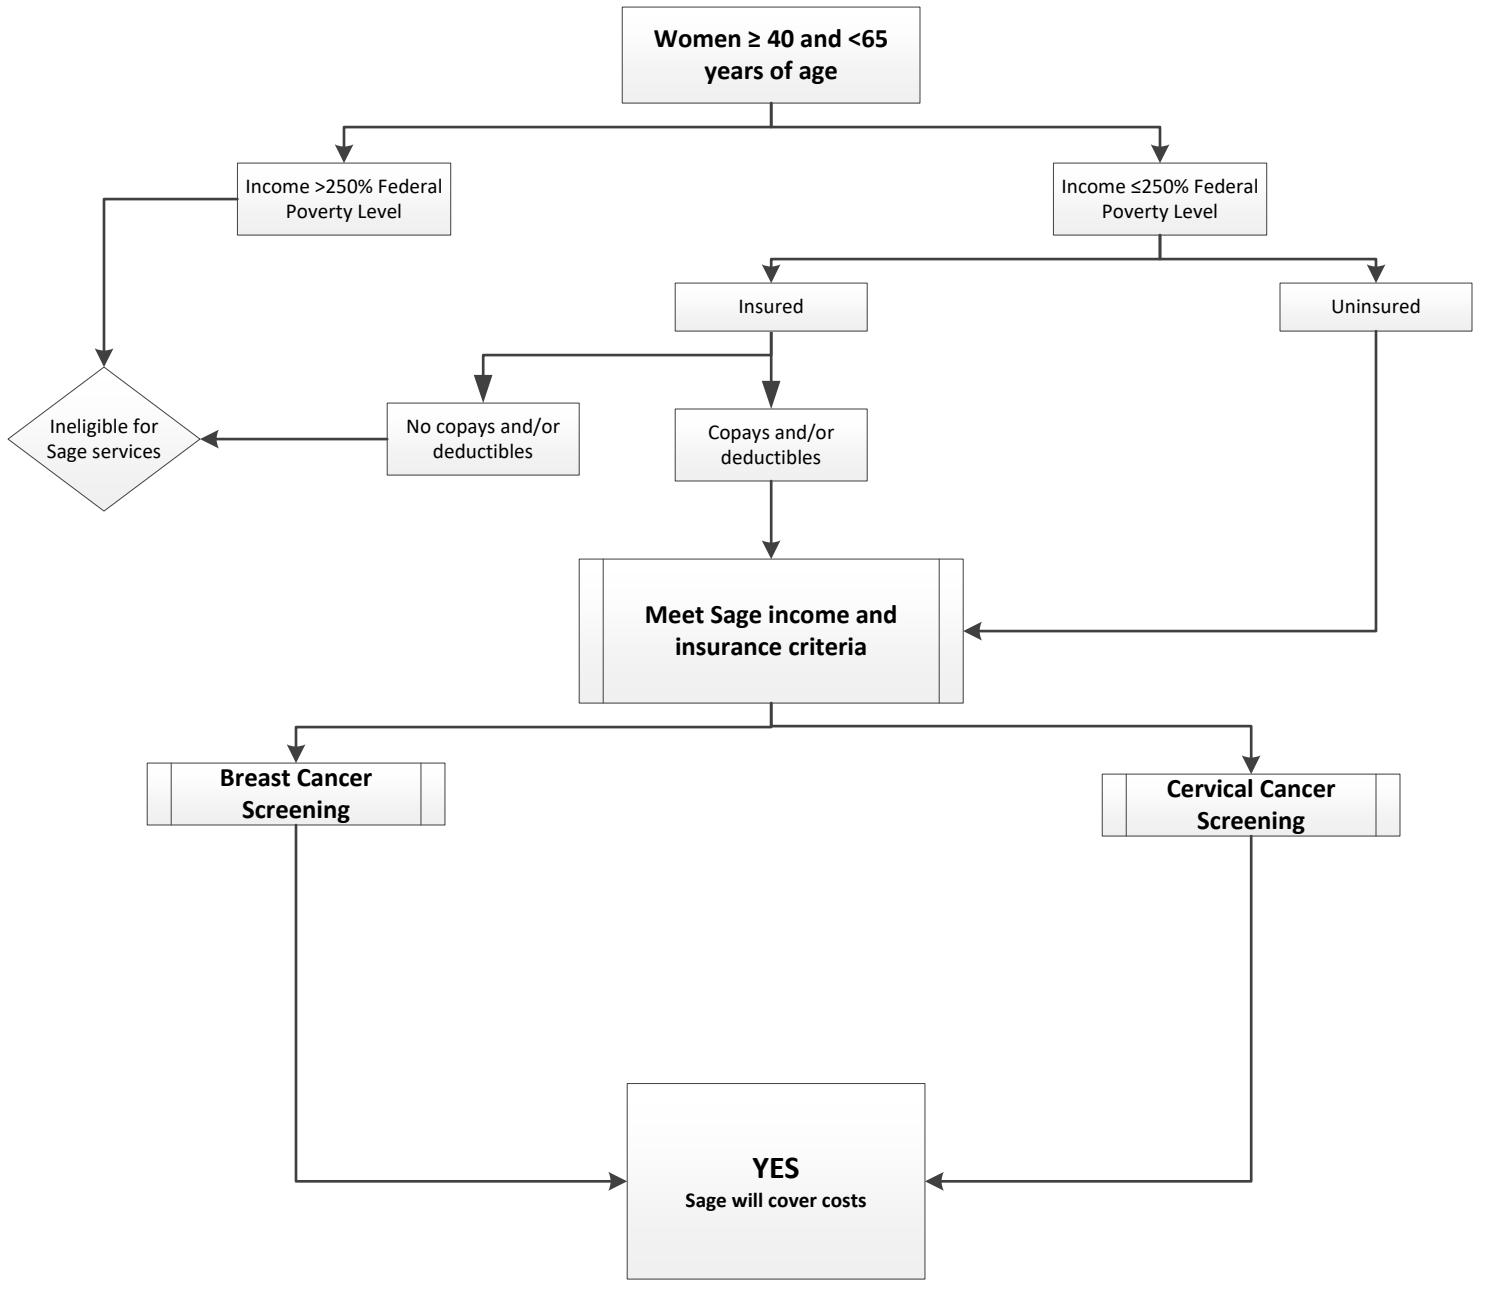 Women ≥ 40 and <65
years of age
Income >250% Federal
Poverty Level
Income ≤250% Federal
Poverty Level
Insured
Uninsured
Ineligible for
Sage services
No copays and/or
deductibles
Copays and/or
deductibles
Meet Sage income and
insurance criteria
Breast Cancer
Screening
Cervical Cancer
Screening
YES
Sage will cover costs